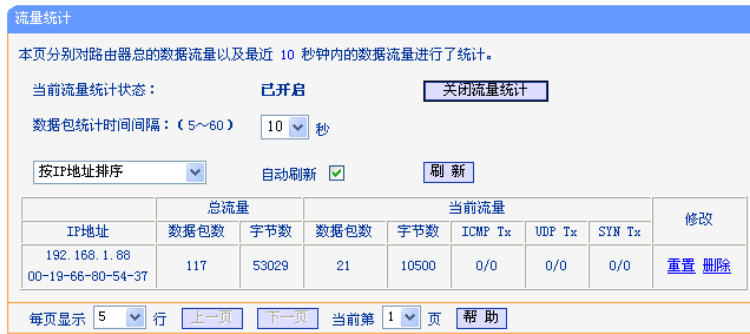 流量统计
本页分别对路由器总的数据流量以及最近 10 秒钟内的数据流量进行了统计。
当前流量统计状态： 已开启 关闭流量统计
数据包统计时间间隔：(5～60) 10 秒
按IP地址排序 自动刷新 刷 新
总流量 当前流量 修改
IP地址 数据包数 字节数 数据包数 字节数 ICMP Tx UDP Tx SYN Tx
192.168.1.88
00-19-66-80-54-37 117 53029 21 10500 0/0 0/0 0/0 重置 删除
每页显示 5 行 上一页 下一页 当前第 1 页 帮 助